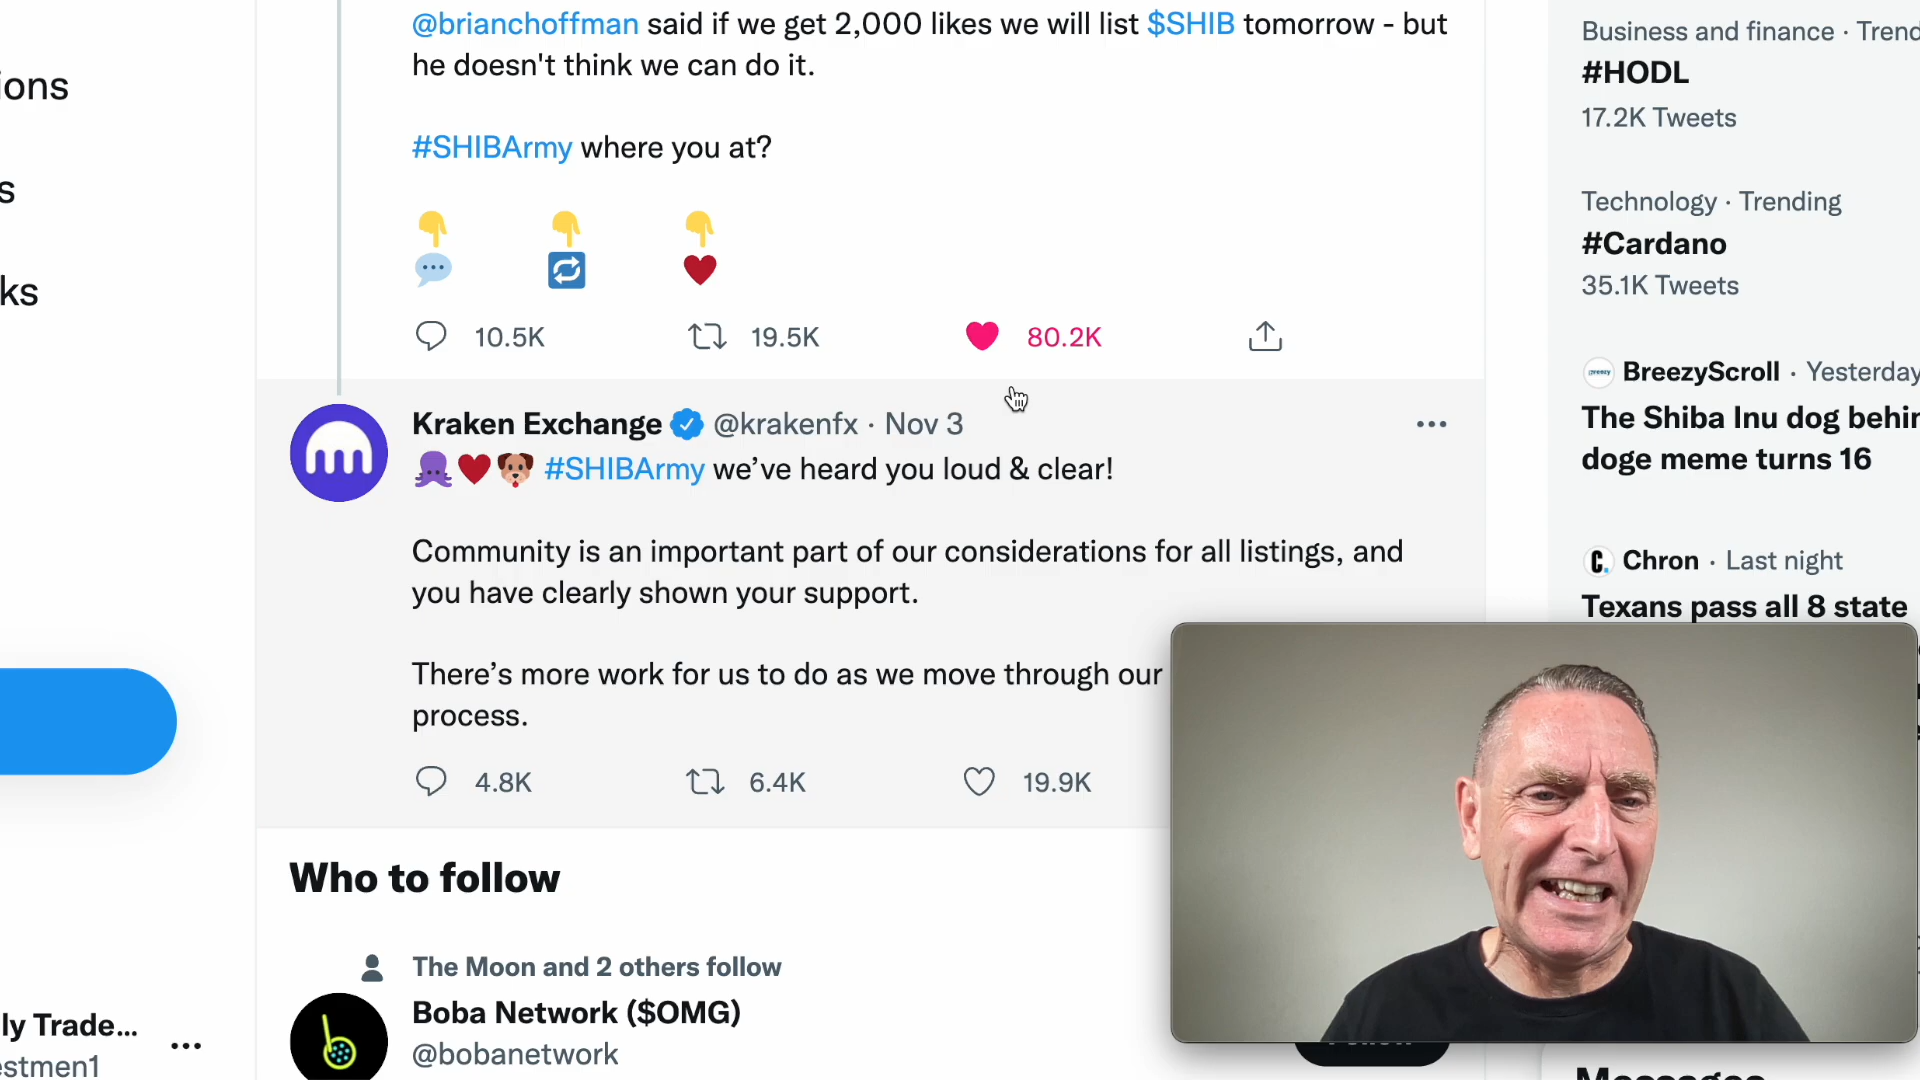 @brianchoffman said if we get 2,000 likes we will list $SHIB tomorrow - but
he doesn't think we can do it.
#SHIBArmy where you at?
10.5K 19.5K 80.2K
Kraken Exchange @krakenfx · Nov 3
#SHIBArmy we’ve heard you loud & clear!
Community is an important part of our considerations for all listings, and
you have clearly shown your support.
There’s more work for us to do as we move through our
process.
4.8K 6.4K 19.9K
Who to follow
The Moon and 2 others follow
Boba Network ($OMG)
@bobanetwork
ions
s
ks
ly Trade...
estmen1
Business and finance · Trend
#HODL
17.2K Tweets
Technology · Trending
#Cardano
35.1K Tweets
BreezyScroll · Yesterday
The Shiba Inu dog behin
doge meme turns 16
Chron · Last night
Texans pass all 8 state
Messages